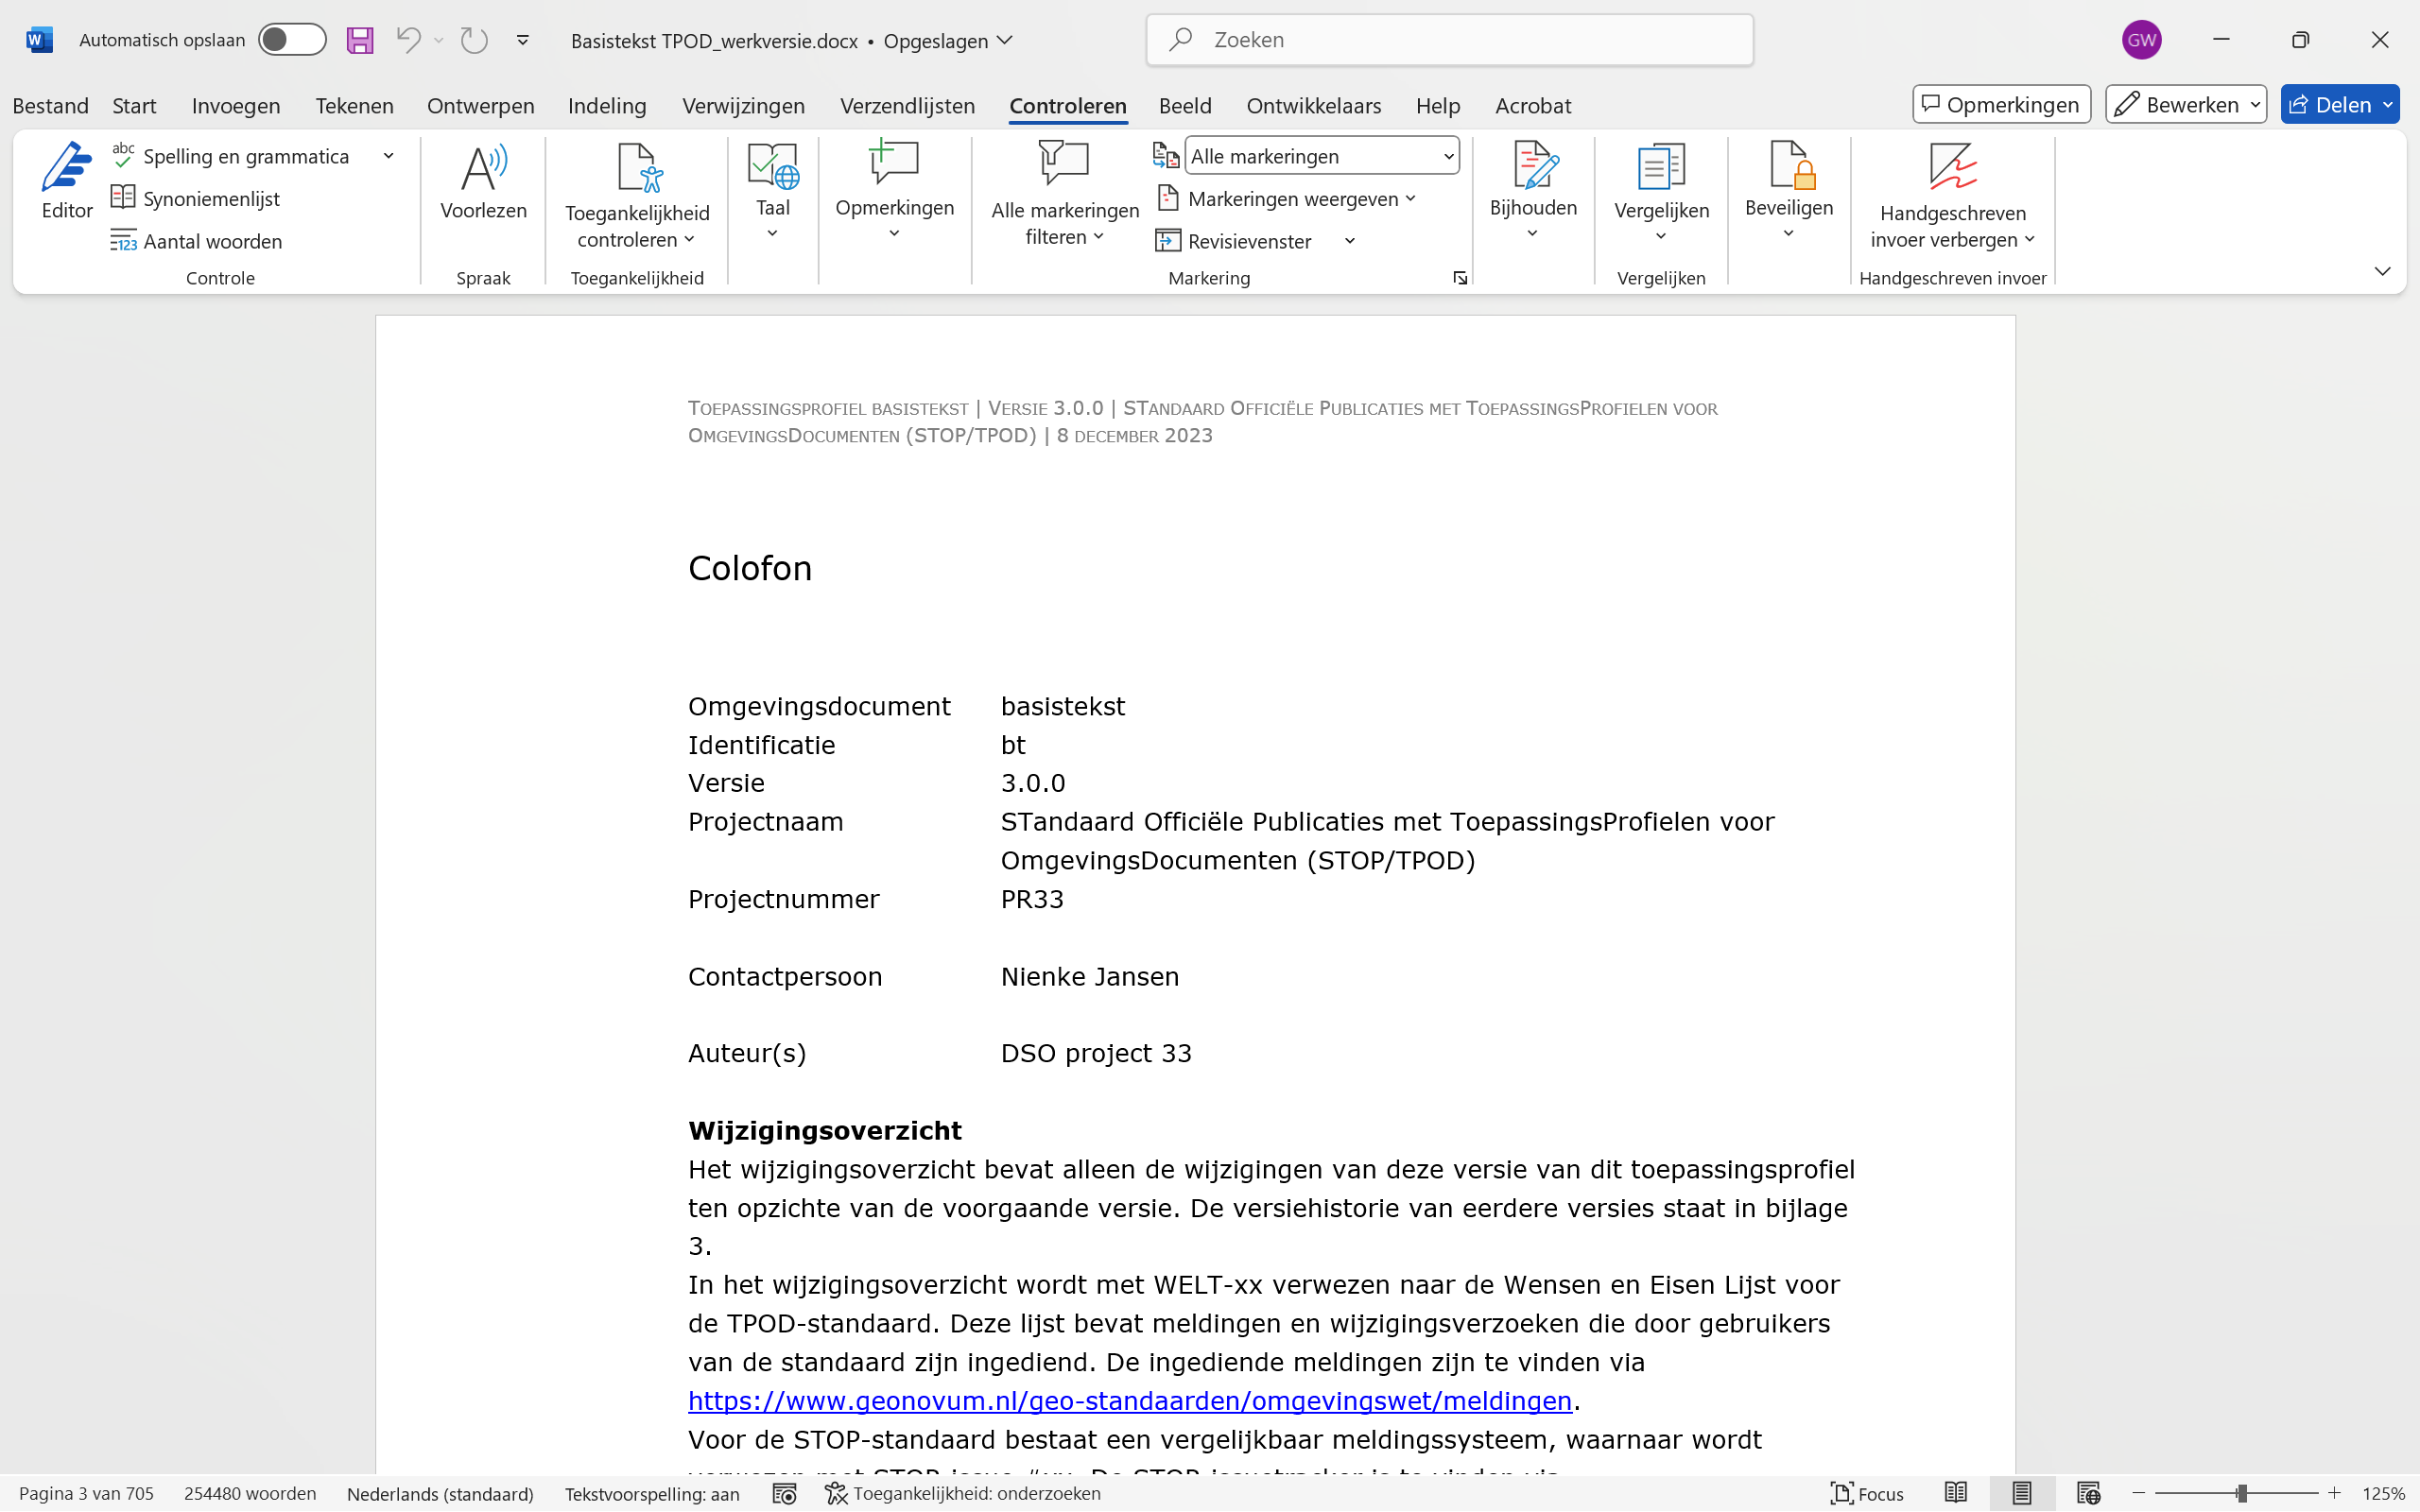 Automatisch opslaan
Basistekst TPOD_werkversie.docx • Opgeslagen
Zoeken
GW
Bestand Start Invoegen Tekenen Ontwerpen Indeling Verwijzingen Verzendlijsten Controleren Beeld Ontwikkelaars Help Acrobat
Opmerkingen Bewerken Delen
Editor
abc Spelling en grammatica
Synoniemenlijst
123 Aantal woorden
Controle
Voorlezen
Spraak
Toegankelijkheid
controleren
Toegankelijkheid
Taal
Opmerkingen
Alle markeringen
filteren
Alle markeringen
Markeringen weergeven
Revisievenster
Markering
Bijhouden
Vergelijken
Vergelijken
Beveiligen
Handgeschreven
invoer verbergen
Handgeschreven invoer
Toepassingsprofiel basistekst | Versie 3.0.0 | STandaard Officiële Publicaties met ToepassingsProfielen voor
OmgevingsDocumenten (STOP/TPOD) | 8 december 2023
Colofon
Omgevingsdocument basistekst
Identificatie bt
Versie 3.0.0
Projectnaam STandaard Officiële Publicaties met ToepassingsProfielen voor
OmgevingsDocumenten (STOP/TPOD)
Projectnummer PR33
Contactpersoon Nienke Jansen
Auteur(s) DSO project 33
Wijzigingsoverzicht
Het wijzigingsoverzicht bevat alleen de wijzigingen van deze versie van dit toepassingsprofiel
ten opzichte van de voorgaande versie. De versiehistorie van eerdere versies staat in bijlage
3.
In het wijzigingsoverzicht wordt met WELT-xx verwezen naar de Wensen en Eisen Lijst voor
de TPOD-standaard. Deze lijst bevat meldingen en wijzigingsverzoeken die door gebruikers
van de standaard zijn ingediend. De ingediende meldingen zijn te vinden via
https://www.geonovum.nl/geo-standaarden/omgevingswet/meldingen.
Voor de STOP-standaard bestaat een vergelijkbaar meldingssysteem, waarnaar wordt
Pagina 3 van 705 254480 woorden Nederlands (standaard) Tekstvoorspelling: aan Toegankelijkheid: onderzoeken Focus 125%